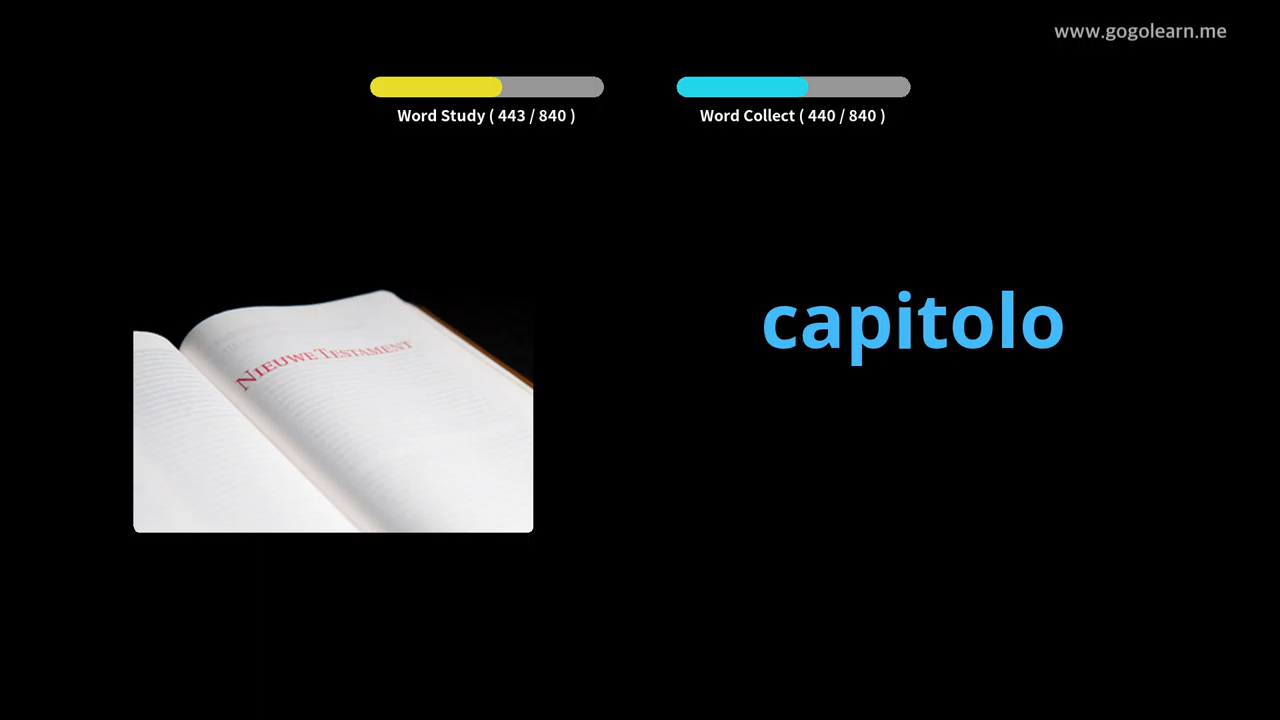 www.gogolearn.me
Word Study ( 443 / 840 )
Word Collect ( 440 / 840 )
NIEUWE TESTAMENT
capitolo